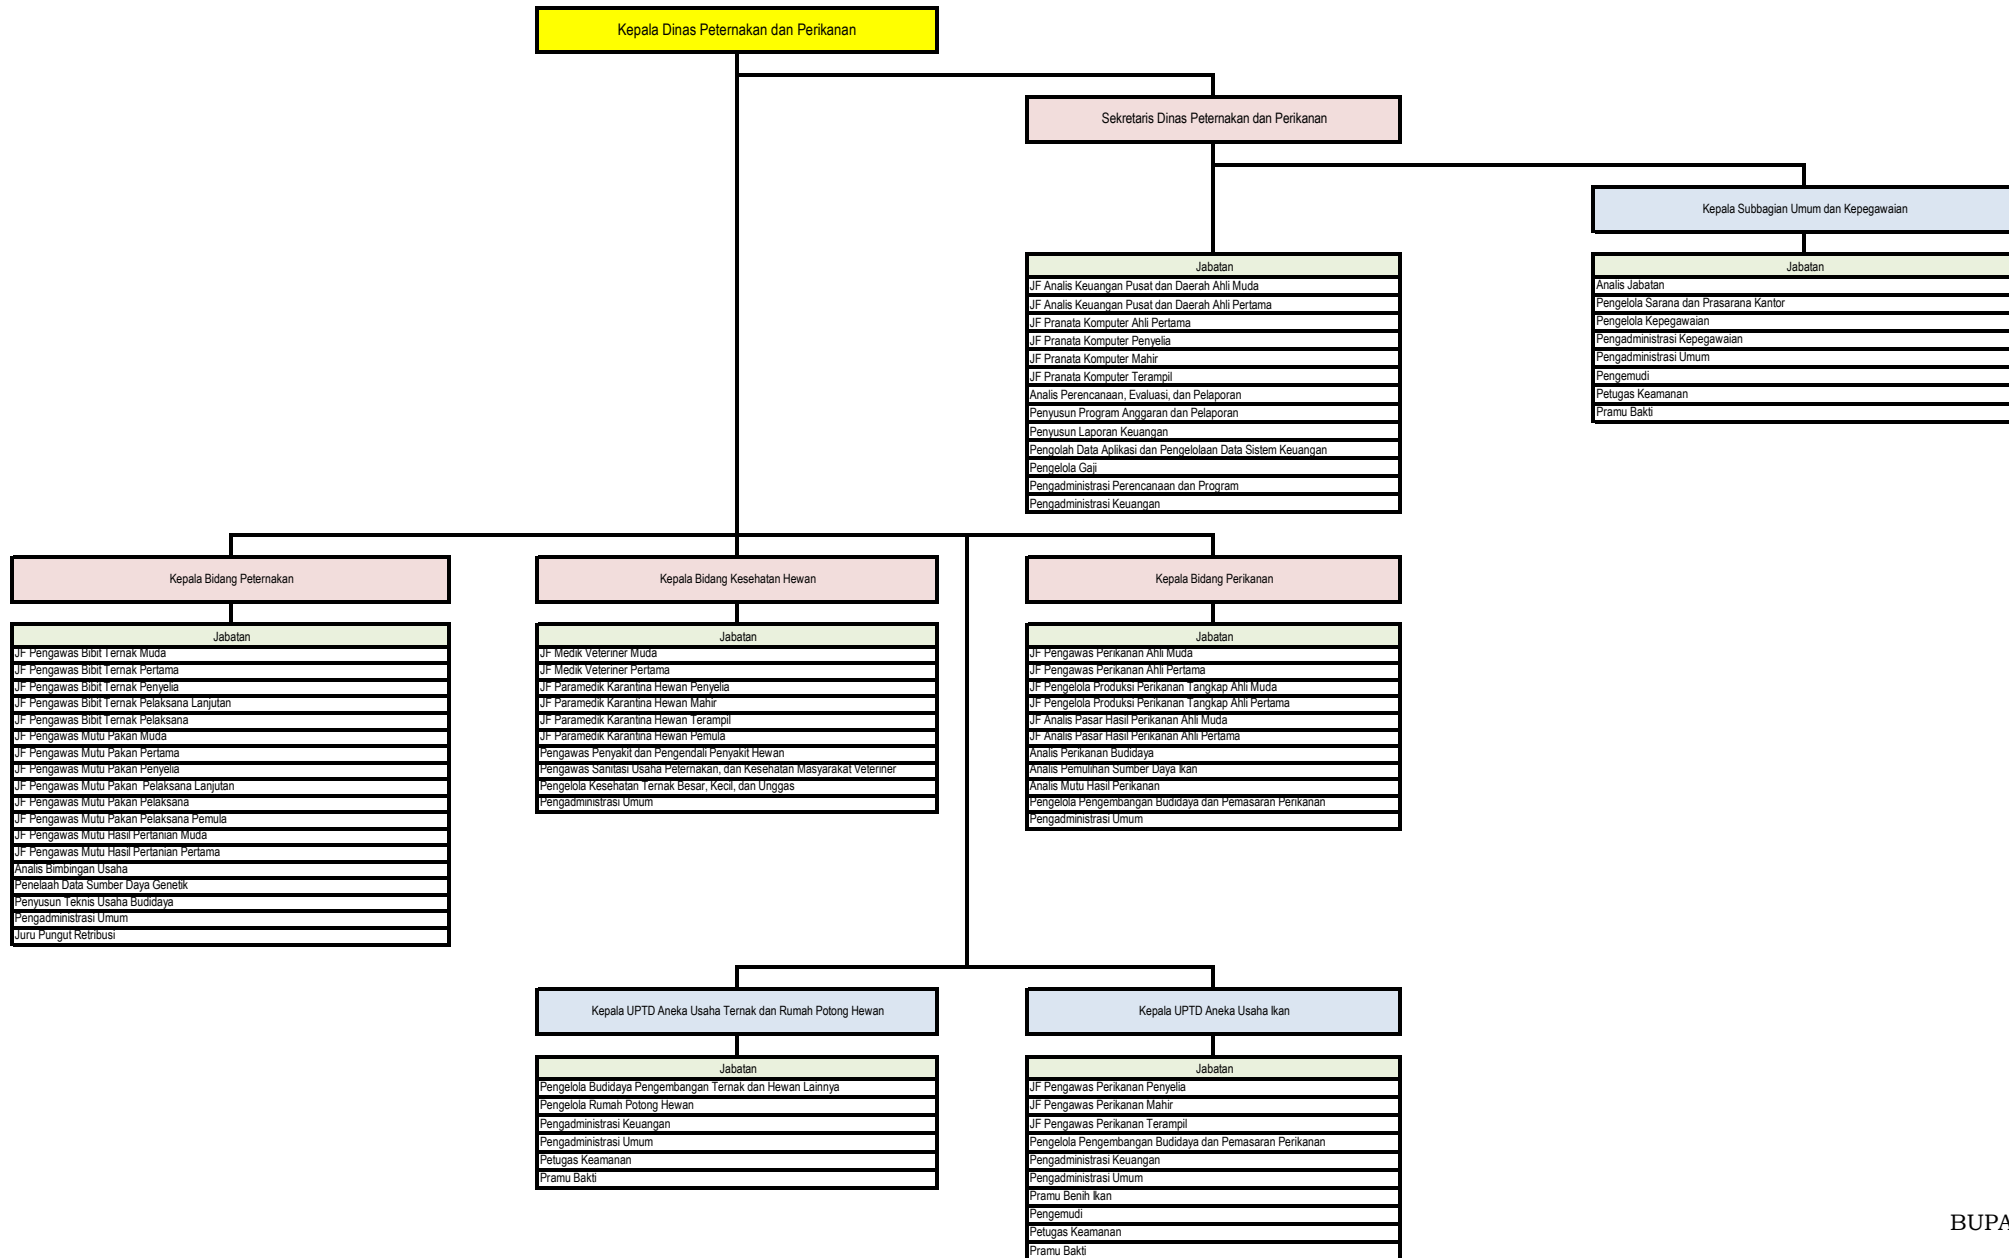 Kepala Dinas Peternakan dan Perikanan
Sekretaris Dinas Peternakan dan Perikanan
Kepala Subbagian Umum dan Kepegawaian
Jabatan
JF Analis Keuangan Pusat dan Daerah Ahli Muda
JF Analis Keuangan Pusat dan Daerah Ahli Pertama
JF Pranata Komputer Ahli Pertama
JF Pranata Komputer Penyelia
JF Pranata Komputer Mahir
JF Pranata Komputer Terampil
Analis Perencanaan, Evaluasi, dan Pelaporan
Penyusun Program Anggaran dan Pelaporan
Penyusun Laporan Keuangan
Pengolah Data Aplikasi dan Pengelolaan Data Sistem Keuangan
Pengelola Gaji
Pengadministrasi Perencanaan dan Program
Pengadministrasi Keuangan
Jabatan
Analis Jabatan
Pengelola Sarana dan Prasarana Kantor
Pengelola Kepegawaian
Pengadministrasi Kepegawaian
Pengadministrasi Umum
Pengemudi
Petugas Keamanan
Pramu Bakti
Kepala Bidang Peternakan
Jabatan
JF Pengawas Bibit Ternak Muda
JF Pengawas Bibit Ternak Pertama
JF Pengawas Bibit Ternak Penyelia
JF Pengawas Bibit Ternak Pelaksana Lanjutan
JF Pengawas Bibit Ternak Pelaksana
JF Pengawas Mutu Pakan Muda
JF Pengawas Mutu Pakan Pertama
JF Pengawas Mutu Pakan Penyelia
JF Pengawas Mutu Pakan Pelaksana Lanjutan
JF Pengawas Mutu Pakan Pelaksana
JF Pengawas Mutu Pakan Pelaksana Pemula
JF Pengawas Mutu Hasil Pertanian Muda
JF Pengawas Mutu Hasil Pertanian Pertama
Analis Bimbingan Usaha
Penelaah Data Sumber Daya Genetik
Penyusun Teknis Usaha Budidaya
Pengadministrasi Umum
Juru Pungut Retribusi
Kepala Bidang Kesehatan Hewan
Jabatan
JF Medik Veteriner Muda
JF Medik Veteriner Pertama
JF Paramedik Karantina Hewan Penyelia
JF Paramedik Karantina Hewan Mahir
JF Paramedik Karantina Hewan Terampil
JF Paramedik Karantina Hewan Pemula
Pengawas Penyakit dan Pengendali Penyakit Hewan
Pengawas Sanitasi Usaha Peternakan, dan Kesehatan Masyarakat Veteriner
Pengelola Kesehatan Ternak Besar, Kecil, dan Unggas
Pengadministrasi Umum
Kepala Bidang Perikanan
Jabatan
JF Pengawas Perikanan Ahli Muda
JF Pengawas Perikanan Ahli Pertama
JF Pengelola Produksi Perikanan Tangkap Ahli Muda
JF Pengelola Produksi Perikanan Tangkap Ahli Pertama
JF Analis Pasar Hasil Perikanan Ahli Muda
JF Analis Pasar Hasil Perikanan Ahli Pertama
Analis Perikanan Budidaya
Analis Pemulihan Sumber Daya Ikan
Analis Mutu Hasil Perikanan
Pengelola Pengembangan Budidaya dan Pemasaran Perikanan
Pengadministrasi Umum
Kepala UPTD Aneka Usaha Ternak dan Rumah Potong Hewan
Jabatan
Pengelola Budidaya Pengembangan Ternak dan Hewan Lainnya
Pengelola Rumah Potong Hewan
Pengadministrasi Keuangan
Pengadministrasi Umum
Petugas Keamanan
Pramu Bakti
Kepala UPTD Aneka Usaha Ikan
Jabatan
JF Pengawas Perikanan Penyelia
JF Pengawas Perikanan Mahir
JF Pengawas Perikanan Terampil
Pengelola Pengembangan Budidaya dan Pemasaran Perikanan
Pengadministrasi Keuangan
Pengadministrasi Umum
Pramu Benih Ikan
Pengemudi
Petugas Keamanan
Pramu Bakti
BUPA